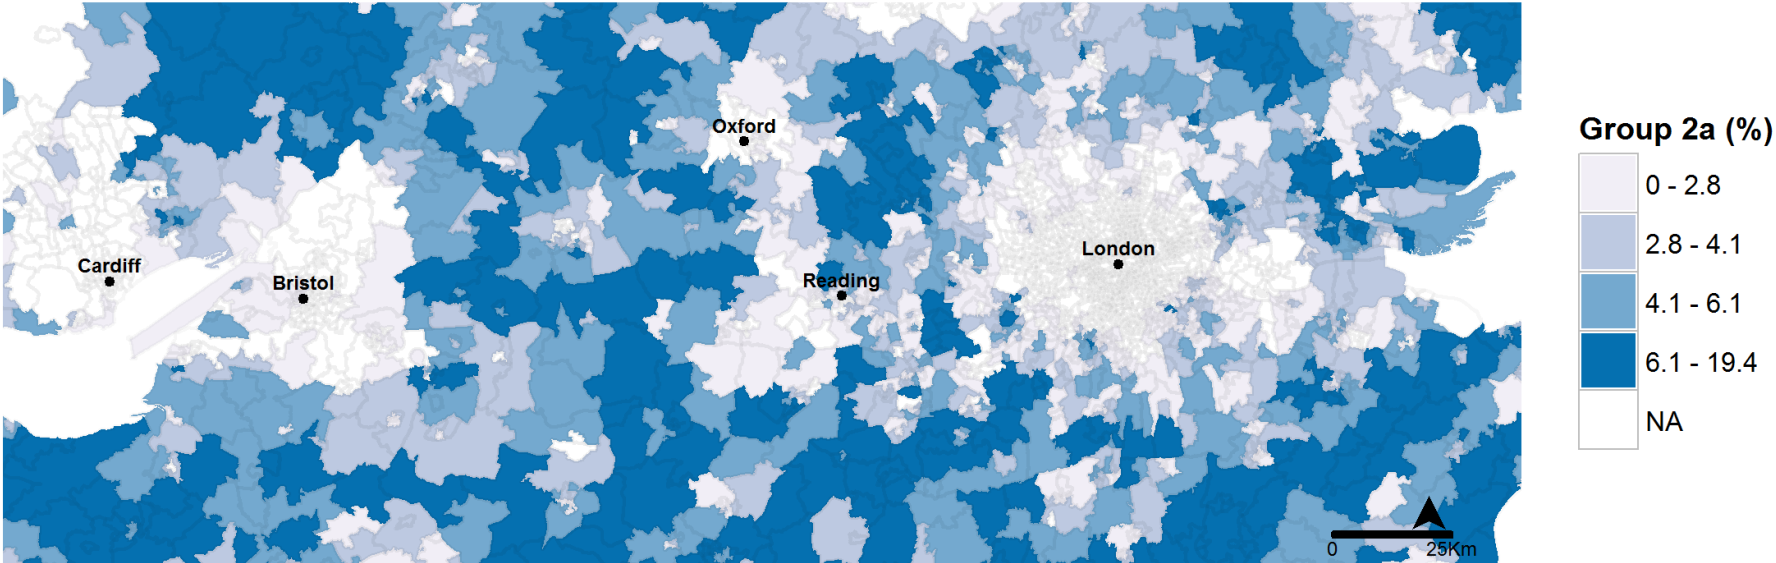 Oxford
Cardiff
Bristol
Reading
London
Group 2a (%)
0 - 2.8
2.8 - 4.1
4.1 - 6.1
6.1 - 19.4
NA
0 25Km